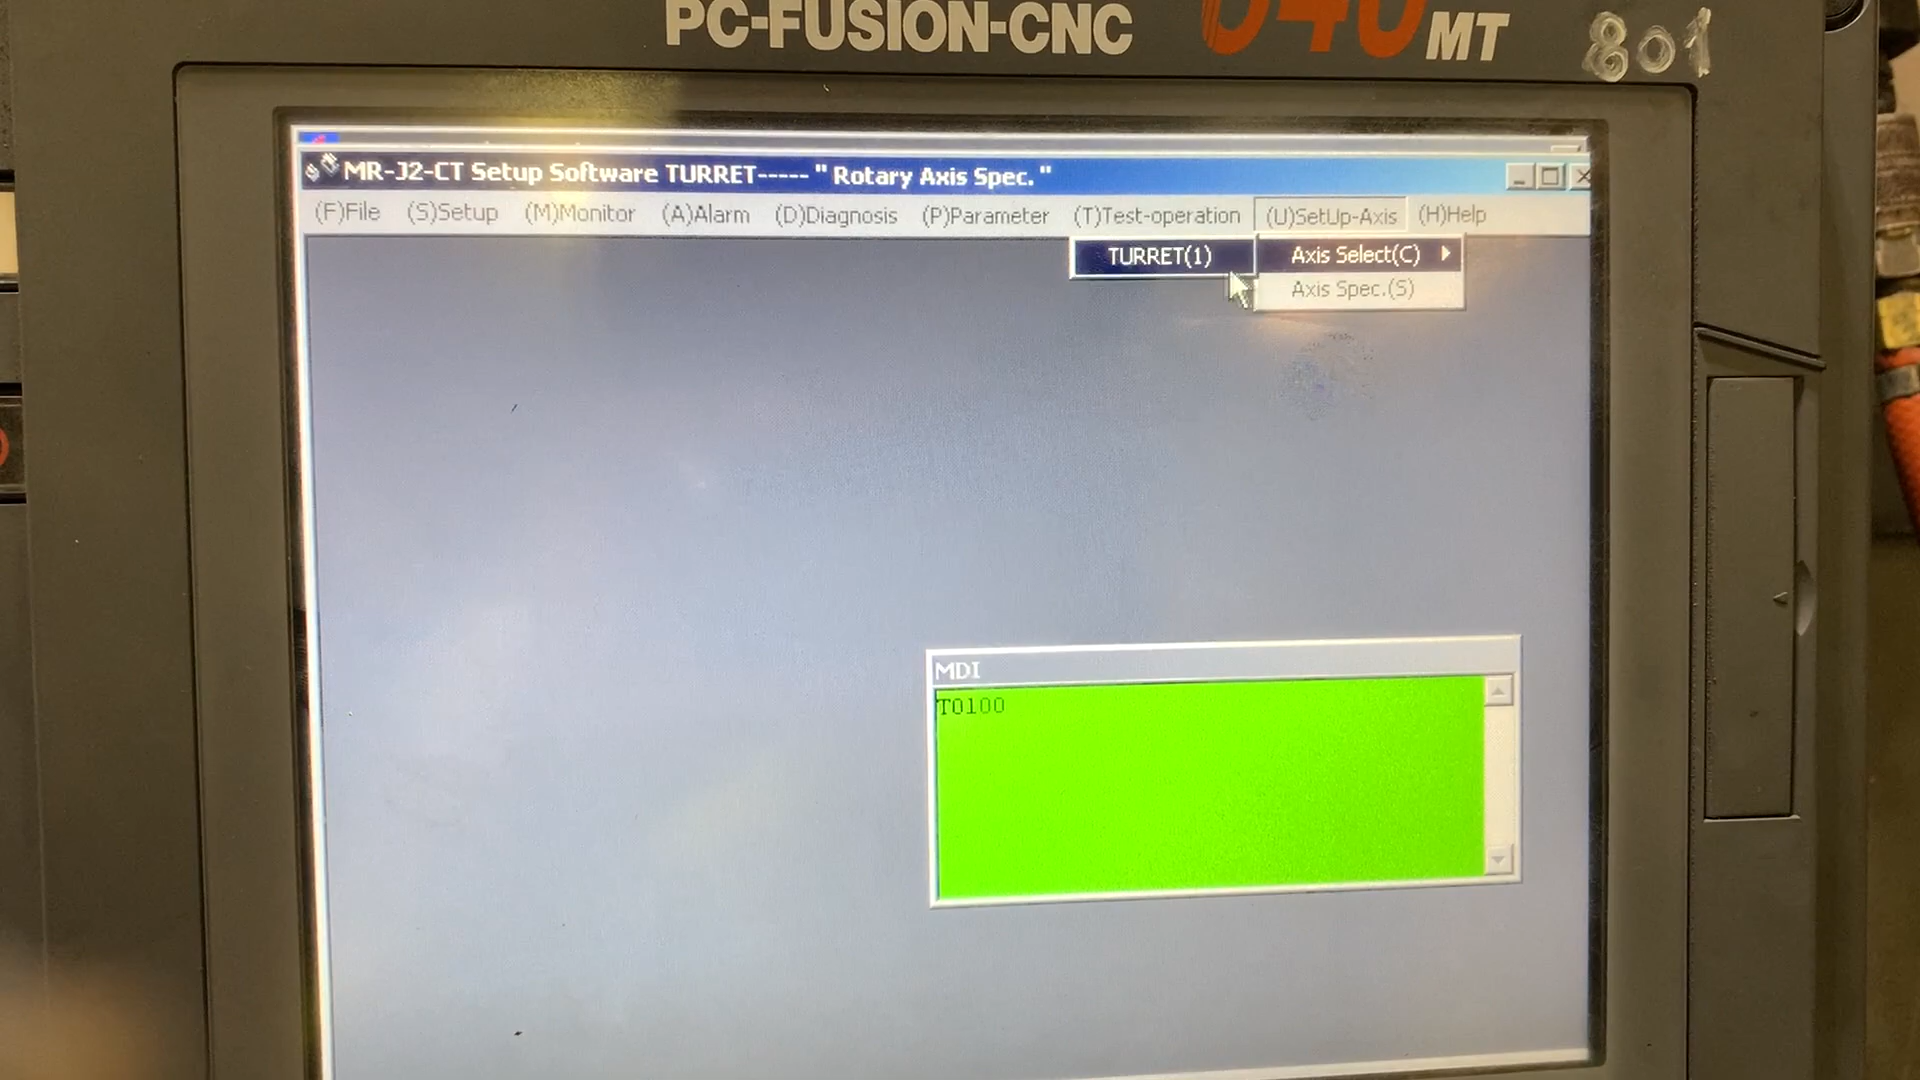 PC-FUSION-CNC 640MT 801
MR-J2-CT Setup Software TURRET----- " Rotary Axis Spec. "
(F)File (S)Setup (M)Monitor (A)Alarm (D)Diagnosis (P)Parameter (T)Test-operation (U)SetUp-Axis (H)Help
TURRET(1) Axis Select(C)
Axis Spec.(S)
MDI
T0100